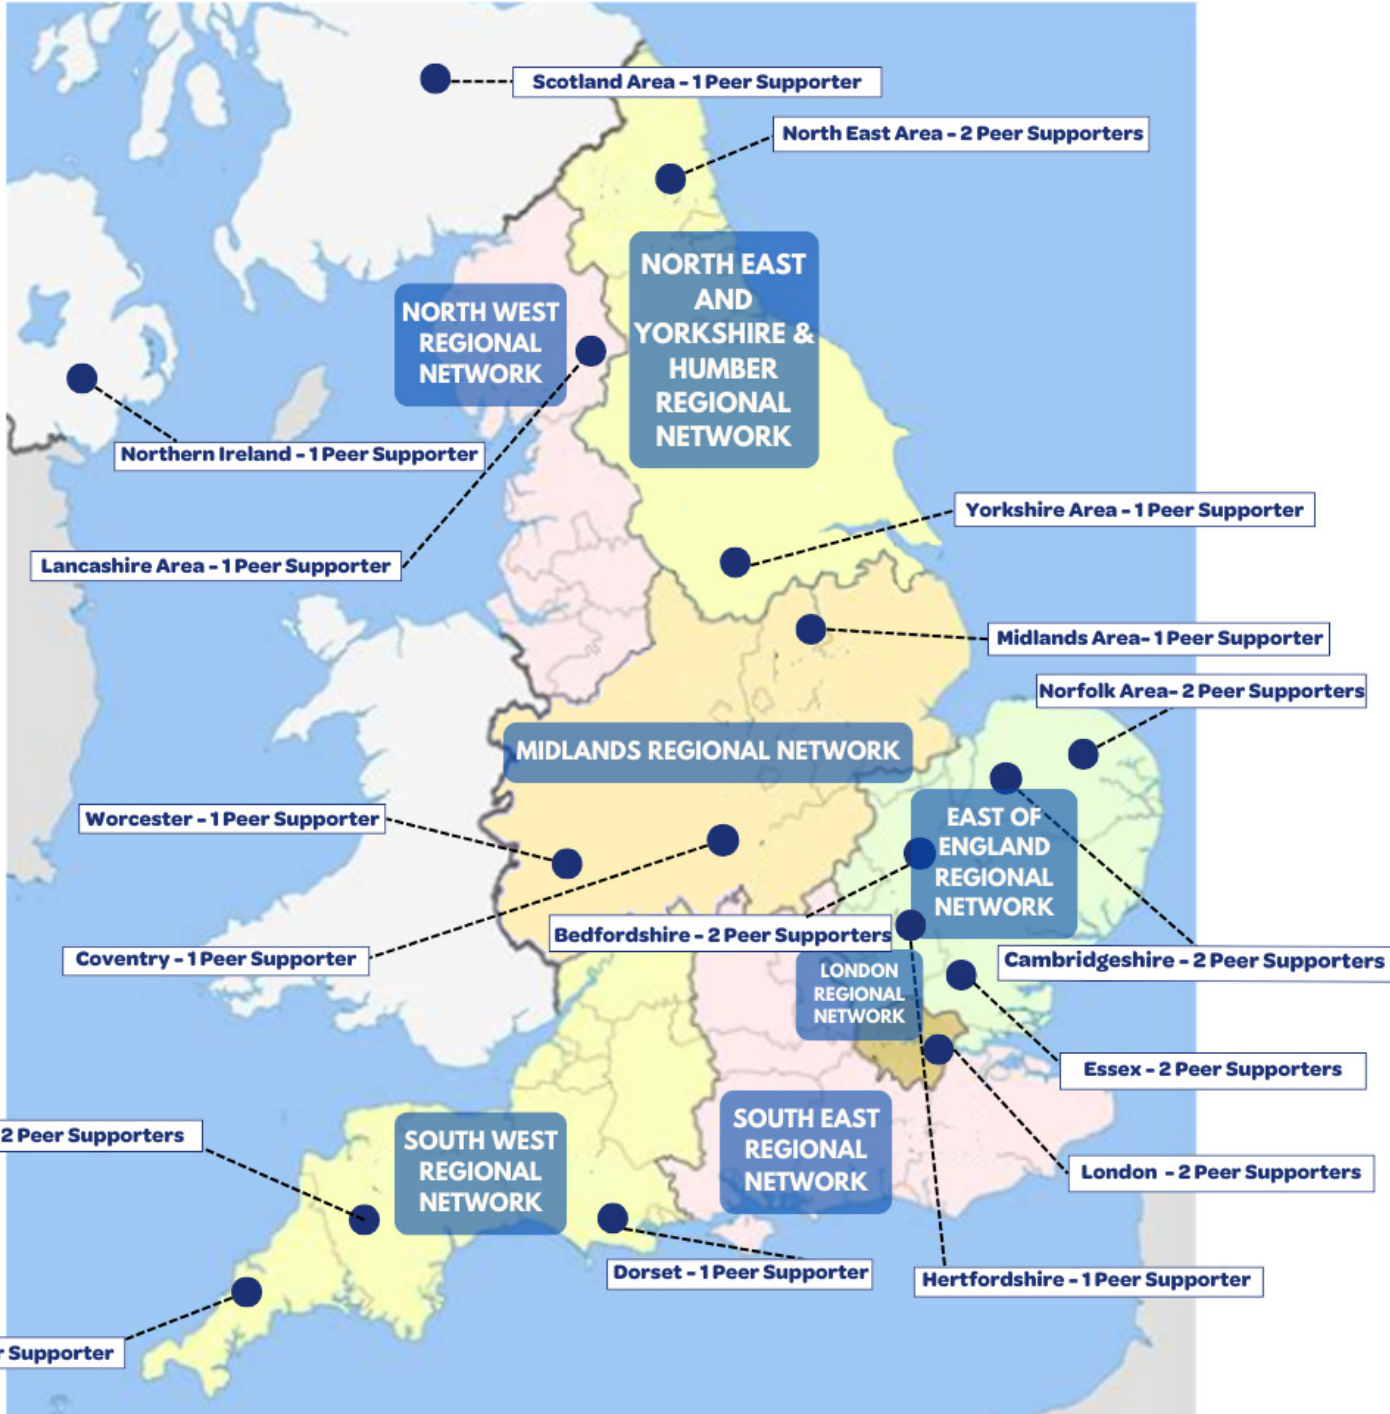 Scotland Area - 1 Peer Supporter
North East Area - 2 Peer Supporters
NORTH EAST
AND
YORKSHIRE &
HUMBER
REGIONAL
NETWORK
NORTH WEST
REGIONAL
NETWORK
Northern Ireland - 1 Peer Supporter
Yorkshire Area - 1 Peer Supporter
Lancashire Area - 1 Peer Supporter
Midlands Area- 1 Peer Supporter
Norfolk Area- 2 Peer Supporters
MIDLANDS REGIONAL NETWORK
Worcester - 1 Peer Supporter
EAST OF
ENGLAND
REGIONAL
NETWORK
Bedfordshire - 2 Peer Supporters
Coventry - 1 Peer Supporter
Cambridgeshire - 2 Peer Supporters
LONDON
REGIONAL
NETWORK
Essex - 2 Peer Supporters
SOUTH EAST
REGIONAL
NETWORK
2 Peer Supporters
SOUTH WEST
REGIONAL
NETWORK
London - 2 Peer Supporters
Dorset - 1 Peer Supporter
Hertfordshire - 1 Peer Supporter
r Supporter